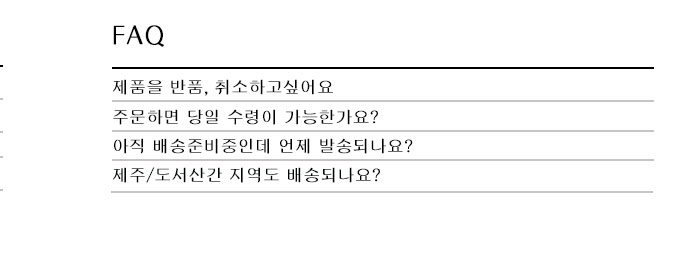 FAQ
제품을 반품, 취소하고싶어요
주문하면 당일 수령이 가능한가요?
아직 배송준비중인데 언제 발송되나요?
제주/도서산간 지역도 배송되나요?